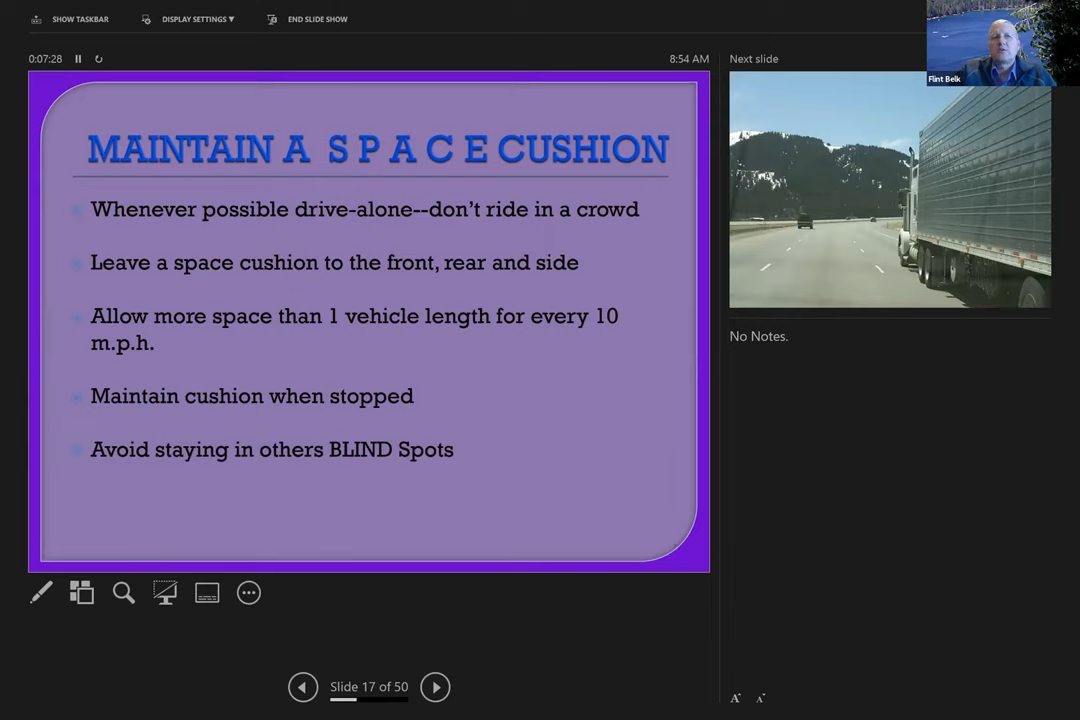 SHOW TASKBAR
DISPLAY SETTINGS ▼
END SLIDE SHOW
0:07:28
8:54 AM
Next slide
Flint Belk
MAINTAIN A S P A C E CUSHION
Whenever possible drive-alone--don't ride in a crowd
Leave a space cushion to the front, rear and side
Allow more space than 1 vehicle length for every 10
m.p.h.
Maintain cushion when stopped
Avoid staying in others BLIND Spots
No Notes.
Slide 17 of 50
A A